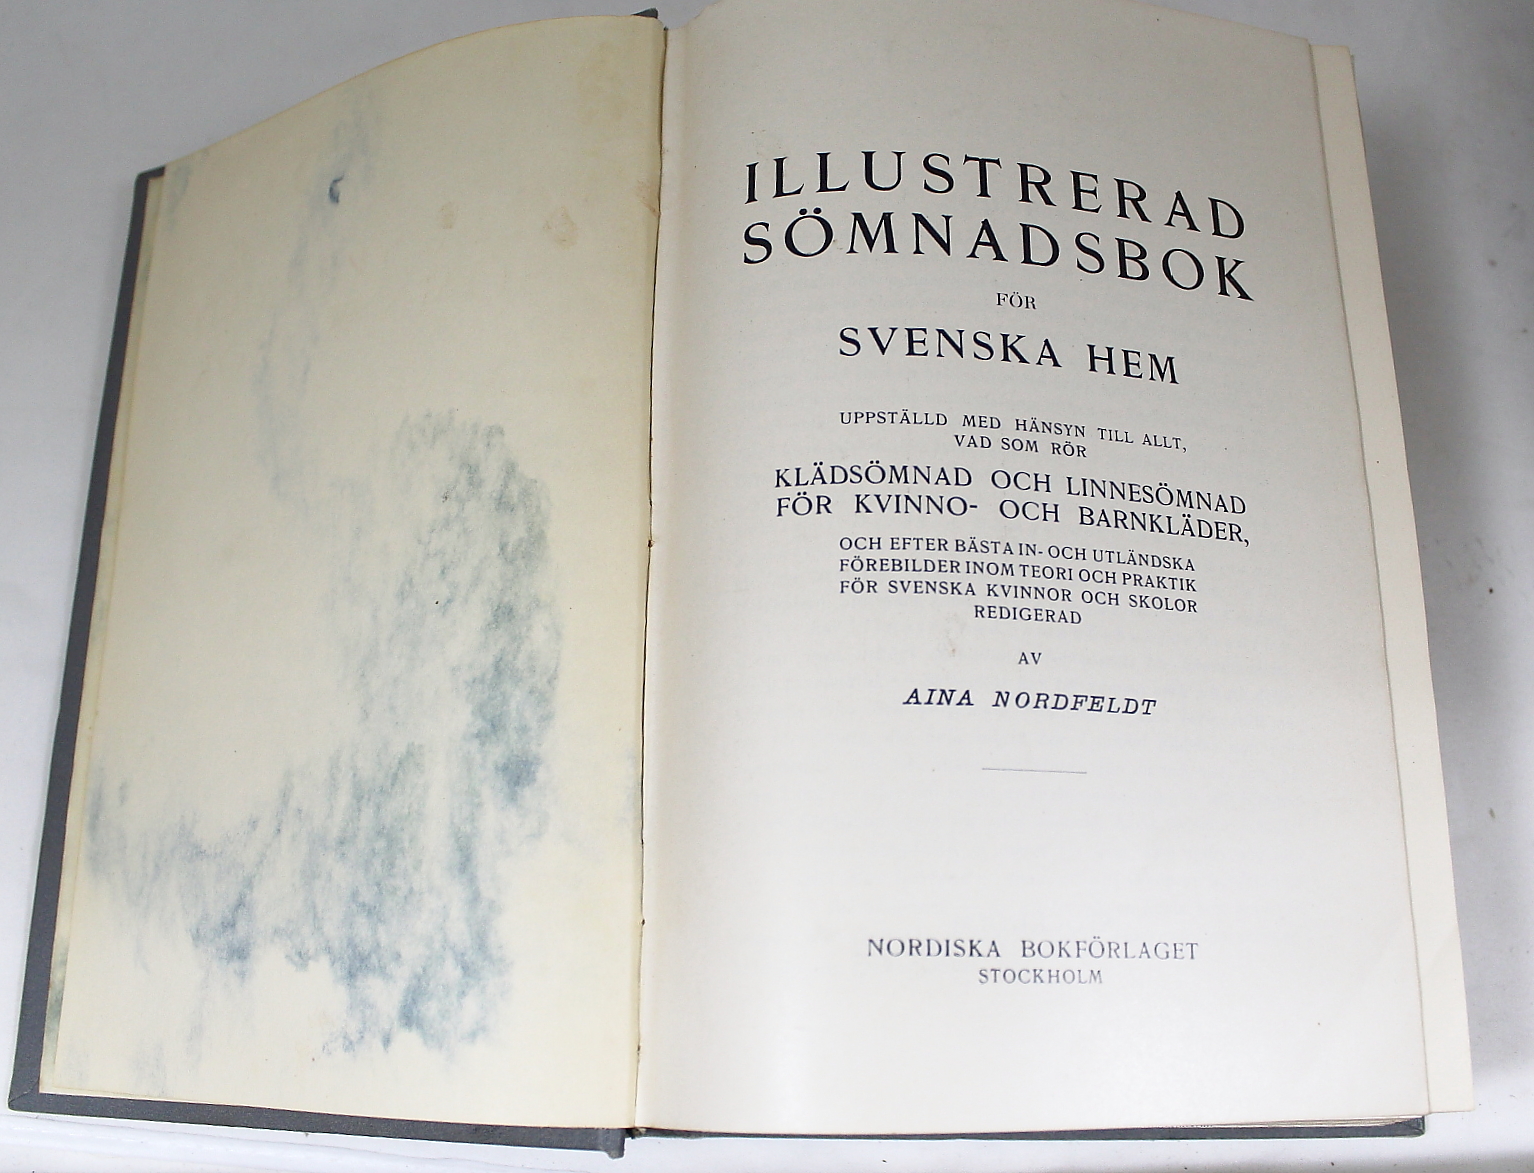 ILLUSTRERAD
SÖMNADSBOK
FÖR
SVENSKA HEM
UPPSTÄLLD MED HÄNSYN TILL ALLT,
VAD SOM RÖR
KLÄDSÖMNAD OCH LINNESÖMNAD
FÖR KVINNO- OCH BARNKLÄDER,
OCH EFTER BÄSTA IN- OCH UTLÄNDSKA
FÖREBILDER INOM TEORI OCH PRAKTIK
FÖR SVENSKA KVINNOR OCH SKOLOR
REDIGERAD
AV
AINA NORDFELDT
NORDISKA BOKFÖRLAGET
STOCKHOLM